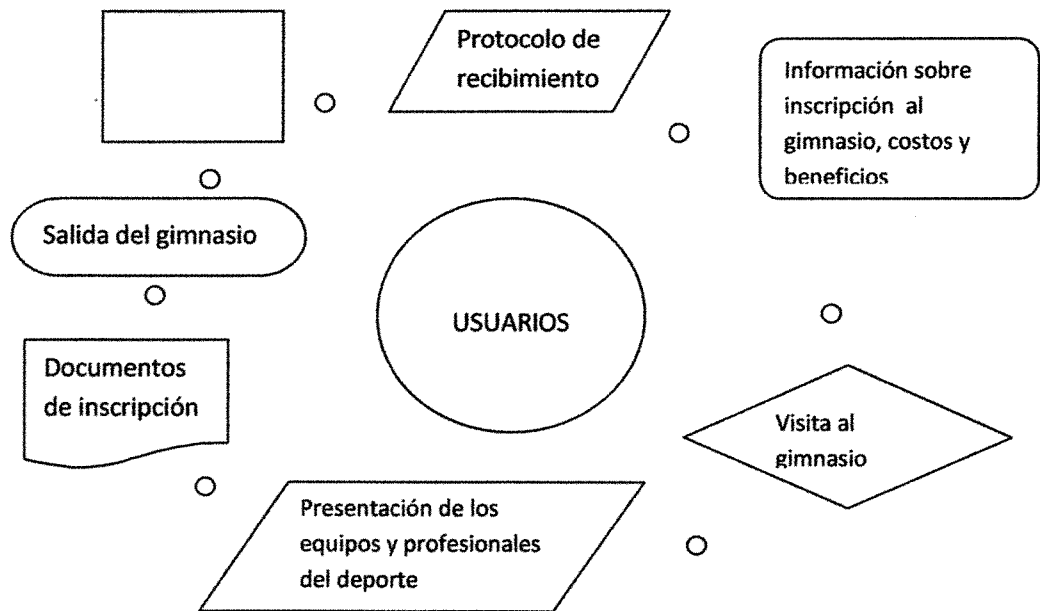 Protocolo de
recibimiento
Información sobre
inscripción al
gimnasio, costos y
beneficios
Salida del gimnasio
USUARIOS
Documentos
de inscripción
Visita al
gimnasio
Presentación de los
equipos y profesionales
del deporte